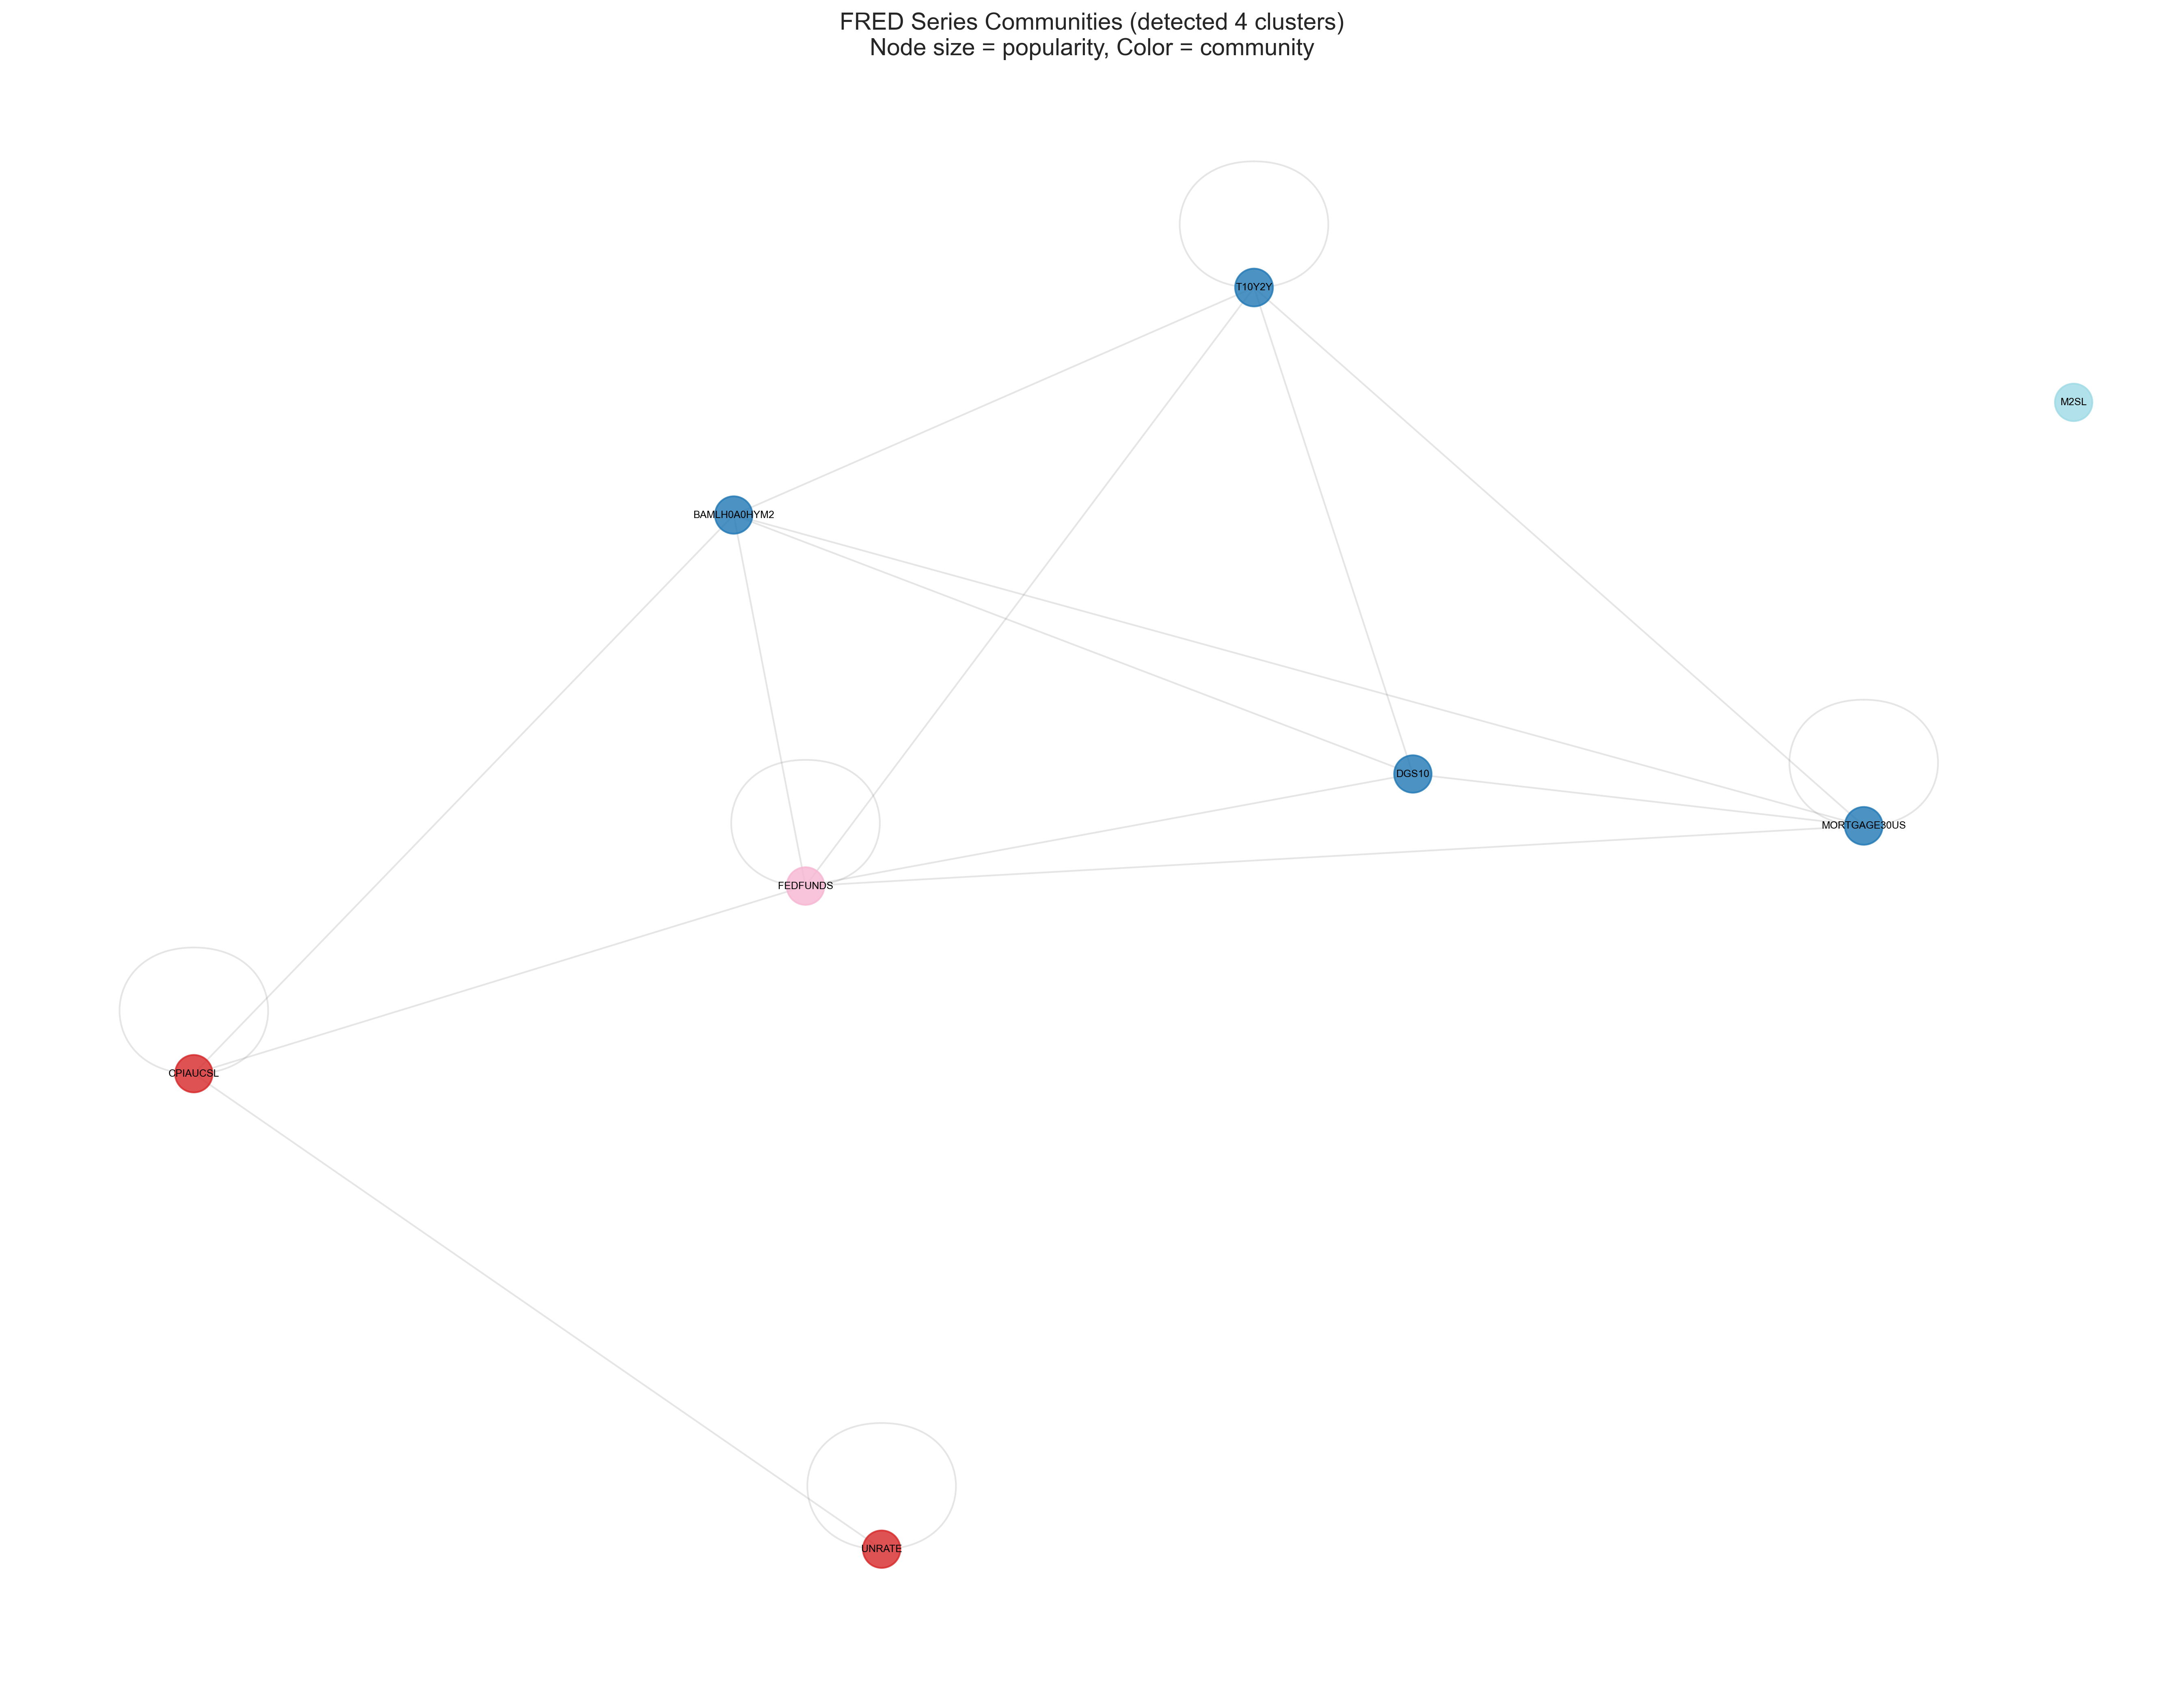 FRED Series Communities (detected 4 clusters)
Node size = popularity, Color = community
T10Y2Y
M2SL
BAMLH0A0HYM2
DGS10
MORTGAGE30US
FEDFUNDS
CPIAUCSL
UNRATE